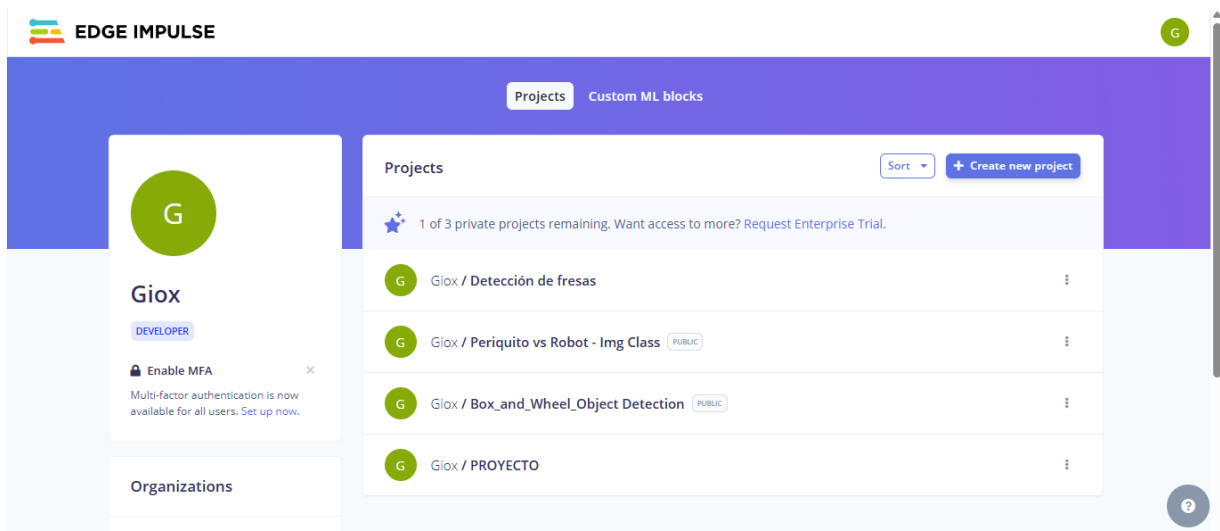 EDGE IMPULSE
G
Projects
Custom ML blocks
G
Giox
DEVELOPER
Enable MFA
Multi-factor authentication is now
available for all users. Set up now.
Organizations
Projects
Sort
+ Create new project
1 of 3 private projects remaining. Want access to more? Request Enterprise Trial.
G Giox / Detección de fresas
G Giox / Periquito vs Robot - Img Class PUBLIC
G Giox / Box_and_Wheel_Object Detection PUBLIC
G Giox / PROYECTO
?